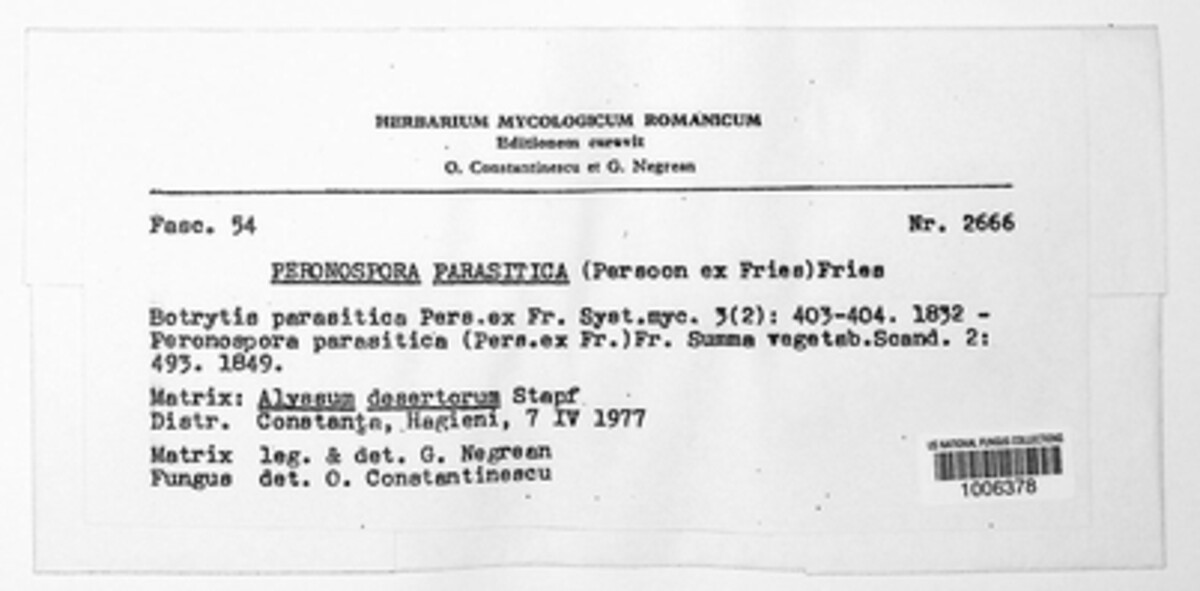 HERBARIUM MYCOLOGICUM ROMANICUM
Editionem curavit
O. Constantinescu et G. Negrean
Fasc. 54 Nr. 2666
PERONOSPORA PARASITICA (Persoon ex Fries)Fries
Botrytis parasitica Pers.ex Fr. Syst.myc. 3(2): 403-404. 1832 -
Peronospora parasitica (Pers.ex Fr.)Fr. Summa vegetab.Scand. 2:
493. 1849.
Matrix: Alyssum desertorum Stapf
Distr. Constanţa, Hagieni, 7 IV 1977
Matrix leg. & det. G. Negrean
Fungus det. O. Constantinescu
US NATIONAL FUNGUS COLLECTIONS
1006378